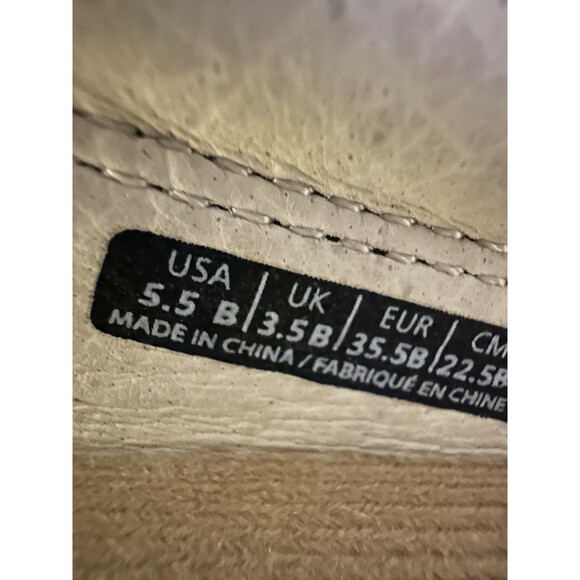 USA / UK / EUR / CM
5.5 B / 3.5B / 35.5B / 22.5B
MADE IN CHINA / FABRIQUÉ EN CHINE